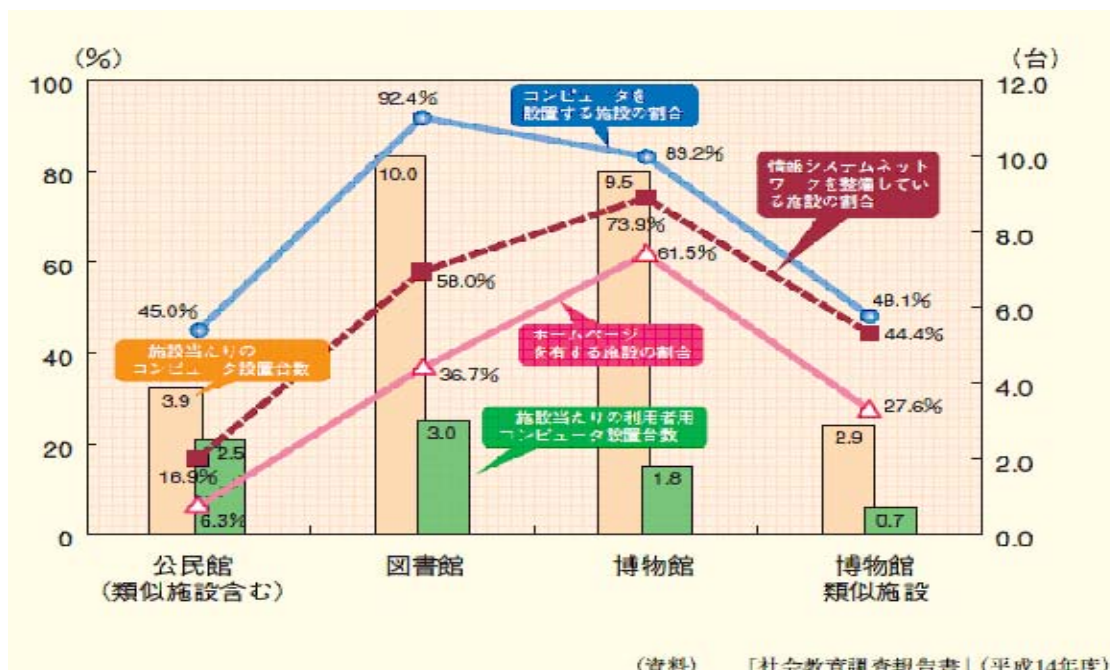 (%)
(台)
100
80
60
40
20
0
12.0
10.0
8.0
6.0
4.0
2.0
0.0
92.4%
コンピュータを
設置する施設の割合
83.2%
情報システムネット
ワークを整備してい
る施設の割合
10.0
9.5
73.9%
61.5%
58.0%
45.0%
48.1%
44.4%
ホームページ
を有する施設の割合
施設当たりの
コンピュータ設置台数
36.7%
27.6%
3.9
施設当たりの利用者用
コンピュータ設置台数
2.5
3.0
2.9
16.9%
1.8
6.3%
0.7
公民館
(類似施設含む)
図書館
博物館
博物館
類似施設
(資料) 「社会教育調査報告書」(平成14年度)